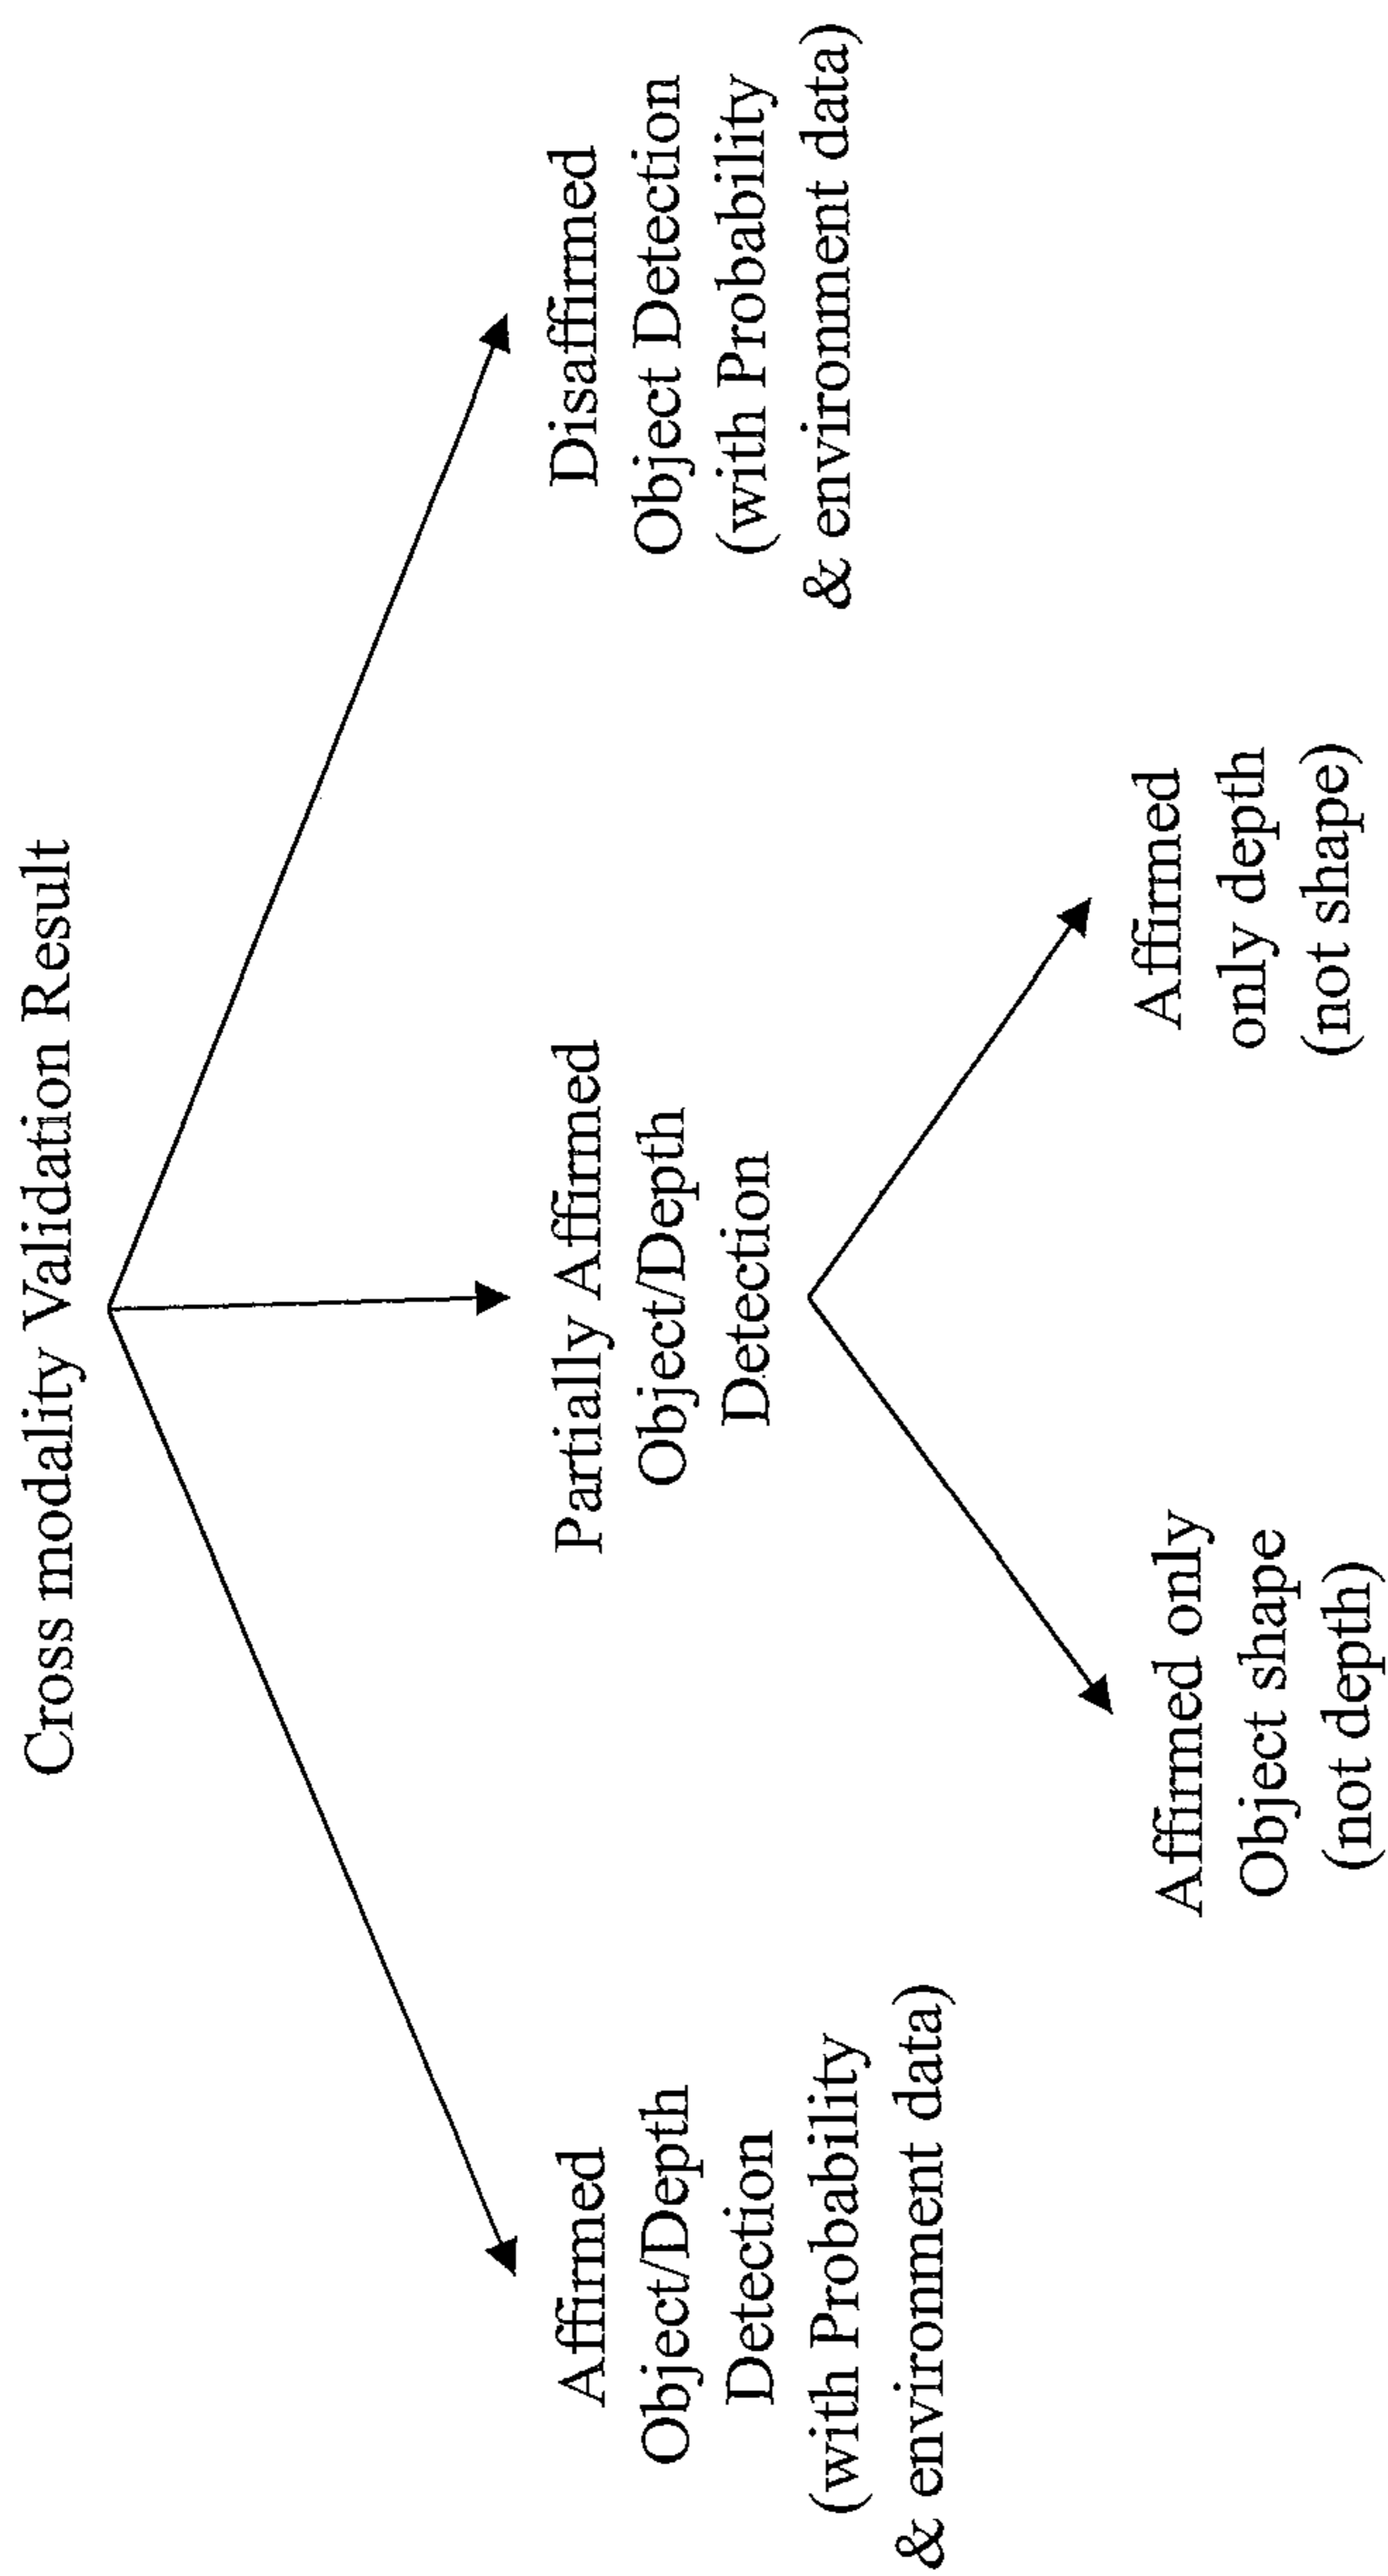 Cross modality Validation Result
Affirmed
Object/Depth
Detection
(with Probability
& environment data)
Partially Affirmed
Object/Depth
Detection
Disaffirmed
Object Detection
(with Probability
& environment data)
Affirmed only
Object shape
(not depth)
Affirmed
only depth
(not shape)